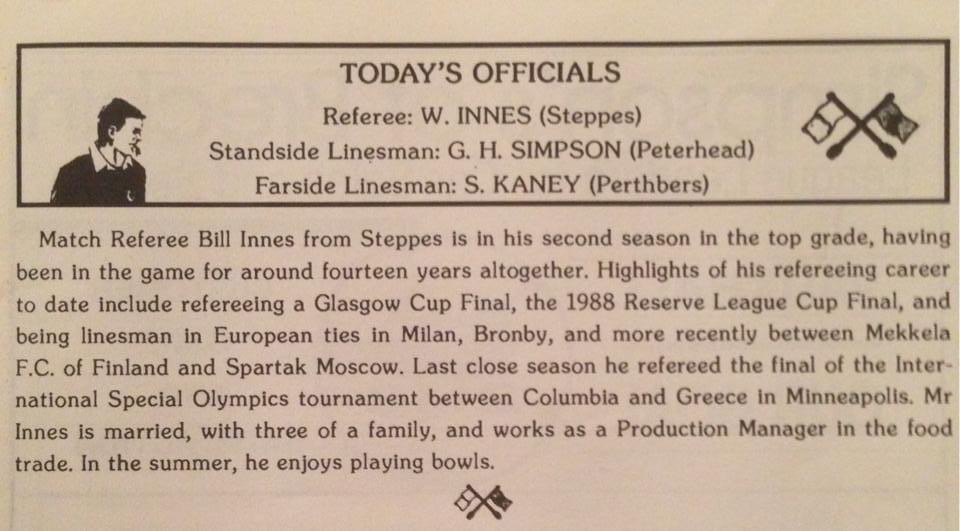 TODAY'S OFFICIALS
Referee: W. INNES (Steppes)
Standside Linesman: G. H. SIMPSON (Peterhead)
Farside Linesman: S. KANEY (Perthbers)
Match Referee Bill Innes from Steppes is in his second season in the top grade, having
been in the game for around fourteen years altogether. Highlights of his refereeing career
to date include refereeing a Glasgow Cup Final, the 1988 Reserve League Cup Final, and
being linesman in European ties in Milan, Bronby, and more recently between Mekkela
F.C. of Finland and Spartak Moscow. Last close season he refereed the final of the Inter-
national Special Olympics tournament between Columbia and Greece in Minneapolis. Mr
Innes is married, with three of a family, and works as a Production Manager in the food
trade. In the summer, he enjoys playing bowls.